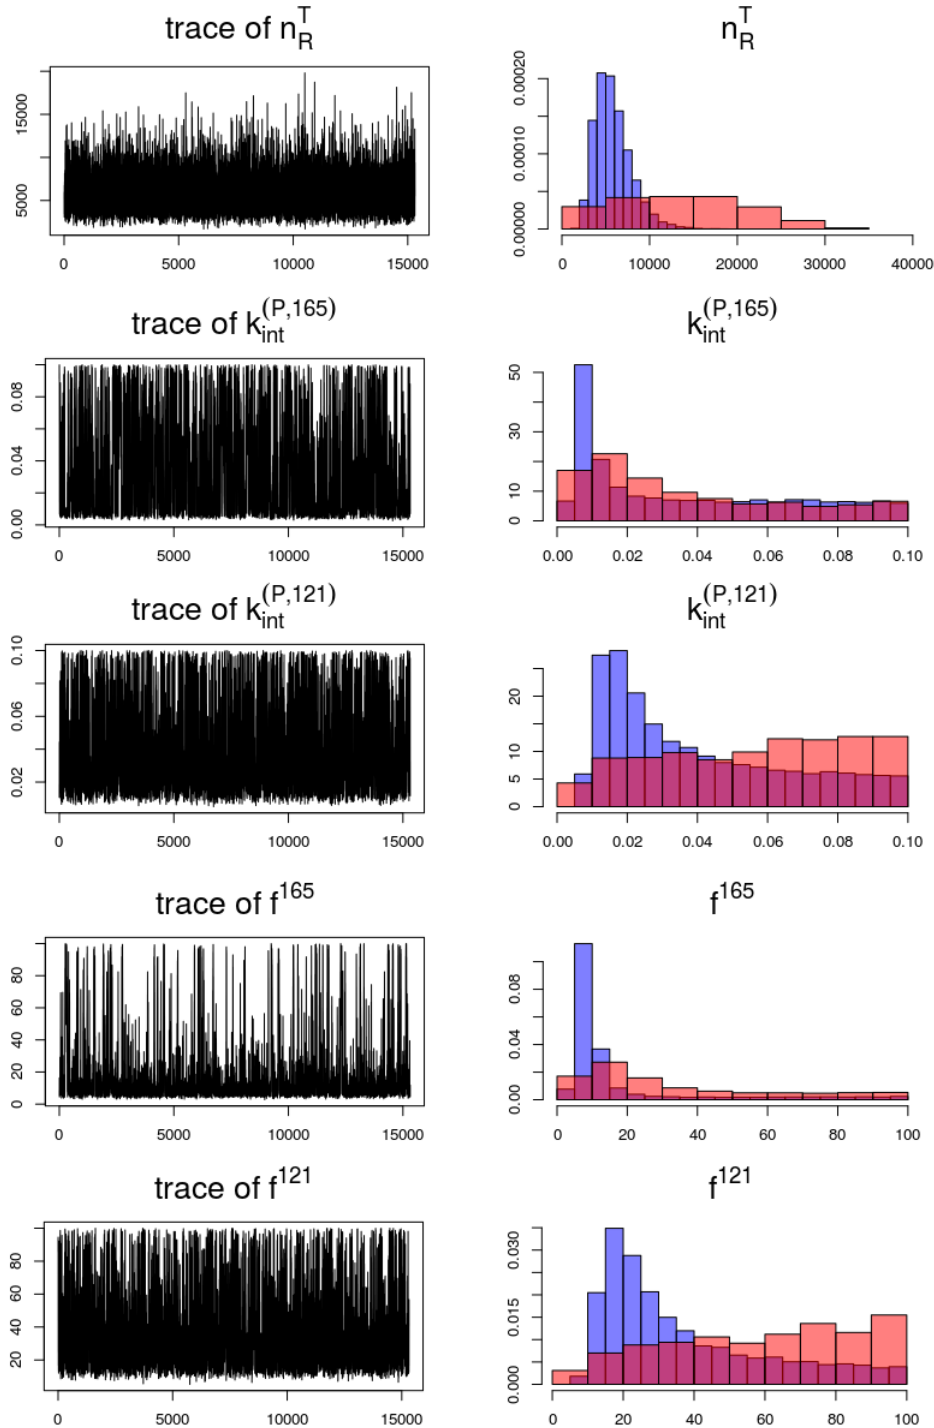 trace of n_R^T
n_R^T
15000
5000
0 5000 10000 15000
0.00020
0.00010
0.00000
0 10000 20000 30000 40000
trace of k_int^(P,165)
k_int^(P,165)
0.08
0.04
0.00
0 5000 10000 15000
50
30
10
0
0.00 0.02 0.04 0.06 0.08 0.10
trace of k_int^(P,121)
k_int^(P,121)
0.10
0.06
0.02
0 5000 10000 15000
20
10
5
0
0.00 0.02 0.04 0.06 0.08 0.10
trace of f^165
f^165
80
60
40
20
0
0 5000 10000 15000
0.08
0.04
0.00
0 20 40 60 80 100
trace of f^121
f^121
80
60
40
20
0 5000 10000 15000
0.030
0.015
0.000
0 20 40 60 80 100